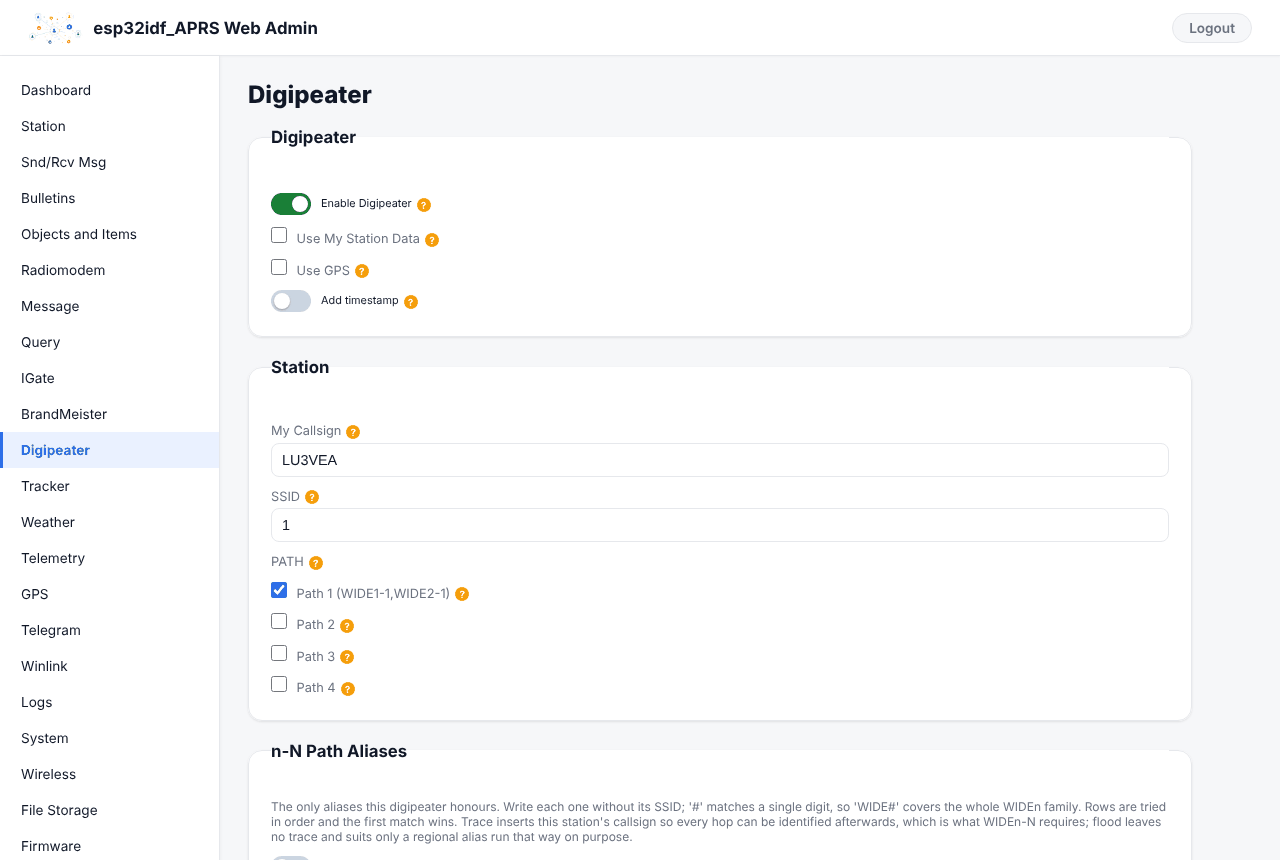 esp32idf_APRS Web Admin
Logout
Dashboard
Station
Snd/Rcv Msg
Bulletins
Objects and Items
Radiomodem
Message
Query
IGate
BrandMeister
Digipeater
Tracker
Weather
Telemetry
GPS
Telegram
Winlink
Logs
System
Wireless
File Storage
Firmware
Digipeater
Digipeater
Enable Digipeater ?
Use My Station Data ?
Use GPS ?
Add timestamp ?
Station
My Callsign ?
LU3VEA
SSID ?
1
PATH ?
Path 1 (WIDE1-1,WIDE2-1) ?
Path 2 ?
Path 3 ?
Path 4 ?
n-N Path Aliases
The only aliases this digipeater honours. Write each one without its SSID; '#' matches a single digit, so 'WIDE#' covers the whole WIDEn family. Rows are tried
in order and the first match wins. Trace inserts this station's callsign so every hop can be identified afterwards, which is what WIDEn-N requires; flood leaves
no trace and suits only a regional alias run that way on purpose.